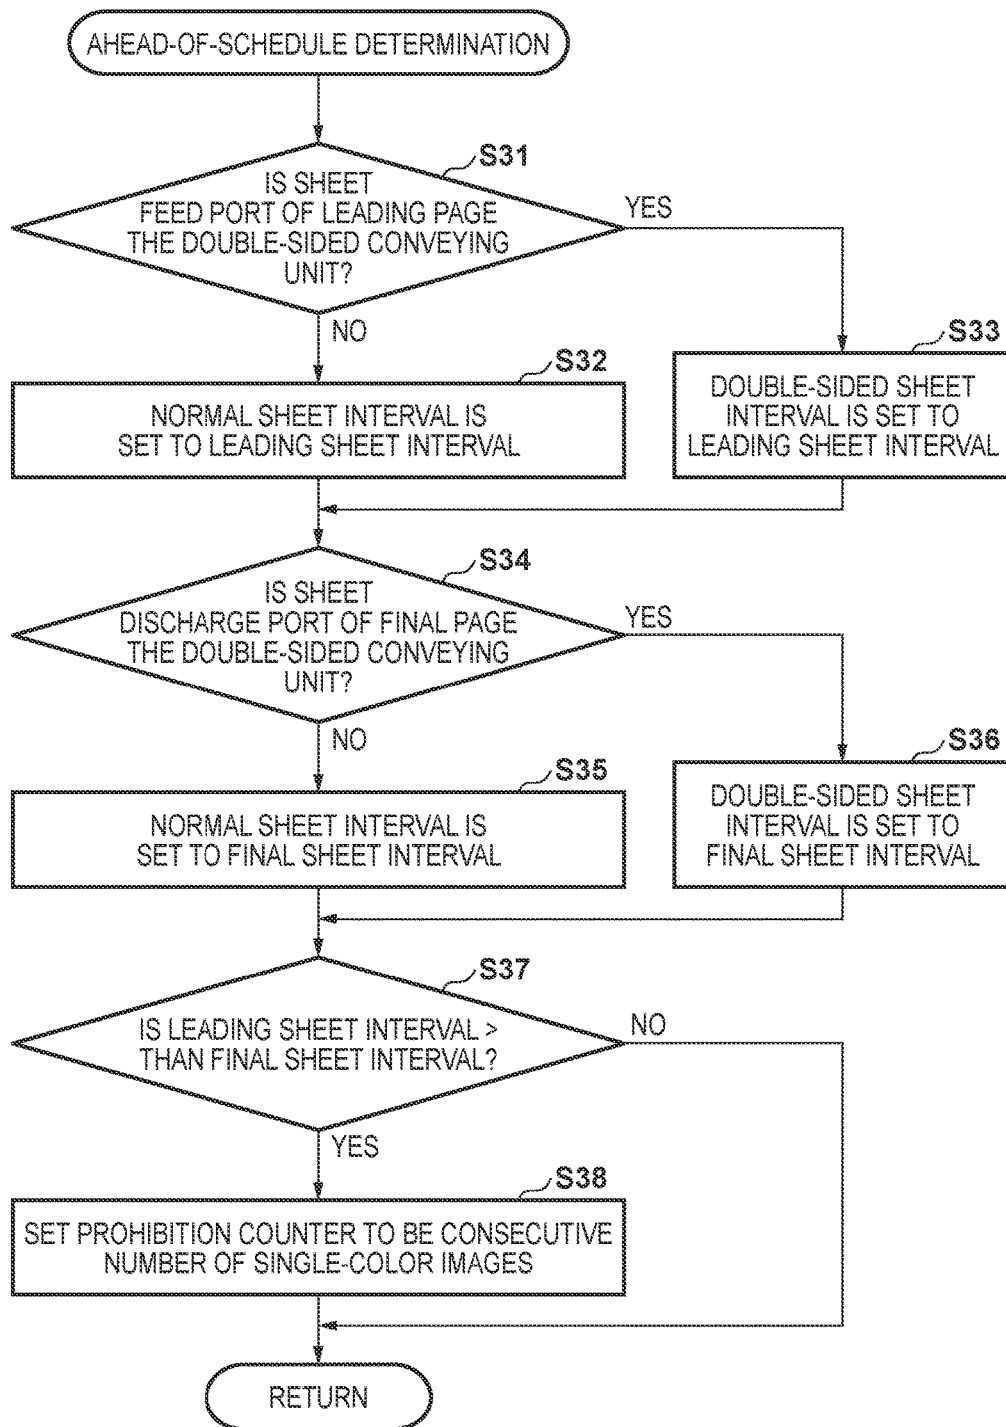 AHEAD-OF-SCHEDULE DETERMINATION
S31
IS SHEET
FEED PORT OF LEADING PAGE
THE DOUBLE-SIDED CONVEYING
UNIT?
YES
NO
S32
NORMAL SHEET INTERVAL IS
SET TO LEADING SHEET INTERVAL
S33
DOUBLE-SIDED SHEET
INTERVAL IS SET TO
LEADING SHEET INTERVAL
S34
IS SHEET
DISCHARGE PORT OF FINAL PAGE
THE DOUBLE-SIDED CONVEYING
UNIT?
YES
NO
S35
NORMAL SHEET INTERVAL IS
SET TO FINAL SHEET INTERVAL
S36
DOUBLE-SIDED SHEET
INTERVAL IS SET TO
FINAL SHEET INTERVAL
S37
IS LEADING SHEET INTERVAL >
THAN FINAL SHEET INTERVAL?
NO
YES
S38
SET PROHIBITION COUNTER TO BE CONSECUTIVE
NUMBER OF SINGLE-COLOR IMAGES
RETURN